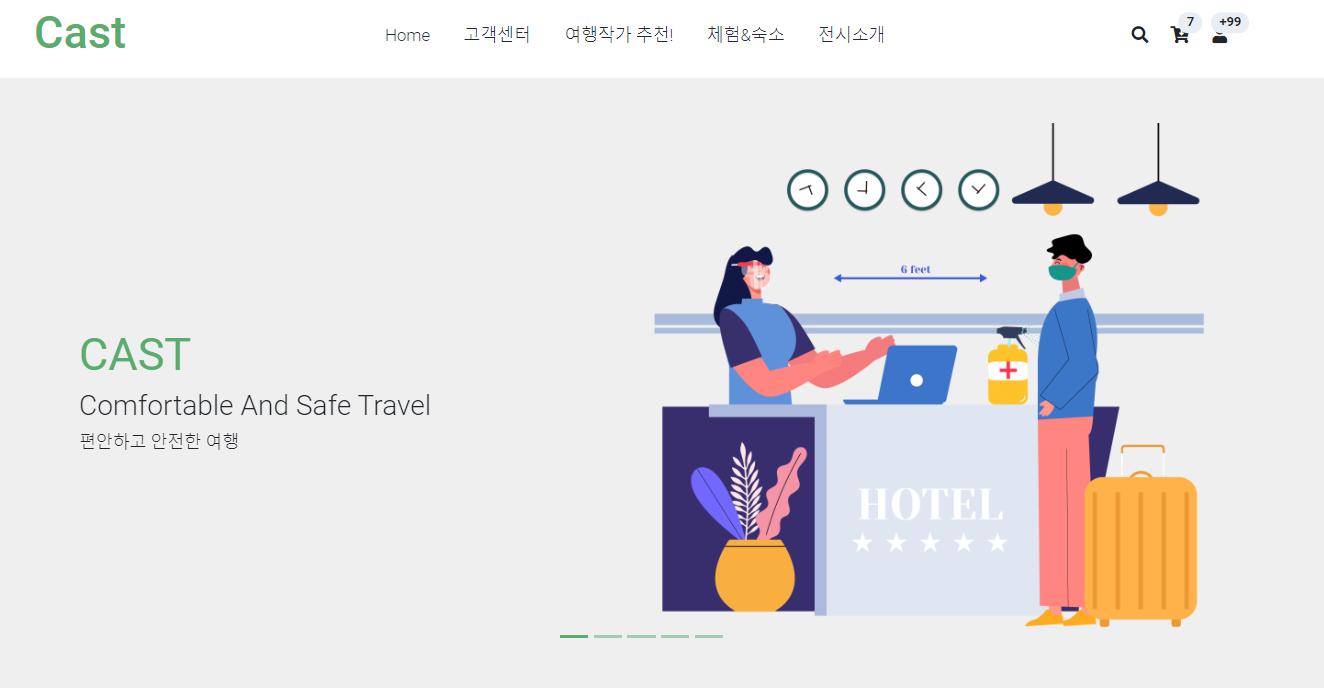 Cast
Home 고객센터 여행작가 추천! 체험&숙소 전시소개
7 +99
6 feet
CAST
Comfortable And Safe Travel
편안하고 안전한 여행
HOTEL